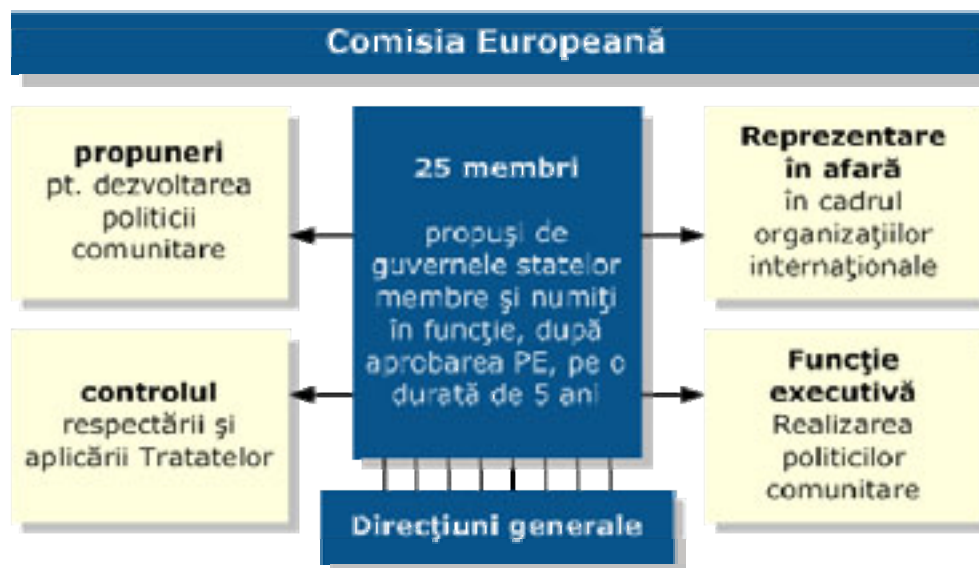 Comisia Europeană
propuneri
pt. dezvoltarea
politicii
comunitare
25 membri
propuşi de
guvernele statelor
membre şi numiţi
în funcţie, după
aprobarea PE, pe o
durată de 5 ani
Reprezentare
în afară
în cadrul
organizaţiilor
internaţionale
controlul
respectării şi
aplicării Tratatelor
Funcţie
executivă
Realizarea
politicilor
comunitare
Direcţiuni generale